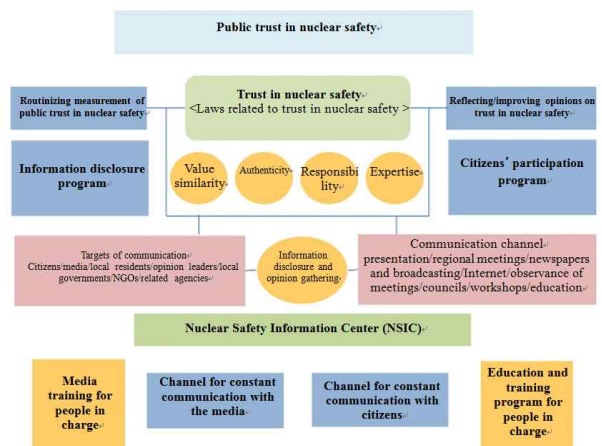 Public trust in nuclear safety
Routinizing measurement of
public trust in nuclear safety
Trust in nuclear safety
<Laws related to trust in nuclear safety >
Reflecting/improving opinions on
trust in nuclear safety
Information disclosure
program
Value
similarity
Authenticity
Responsibi
lity
Expertise
Citizens’ participation
program
Targets of communication
Citizens/media/local residents/opinion leaders/local
governments/NGOs/related agencies
Information
disclosure and
opinion gathering
Communication channel
presentation/regional meetings/newspapers
and broadcasting/Internet/observance of
meetings/councils/workshops/education
Nuclear Safety Information Center (NSIC)
Media
training for
people in
charge
Channel for constant
communication with
the media
Channel for constant
communication with
citizens
Education and
training
program for
people in
charge